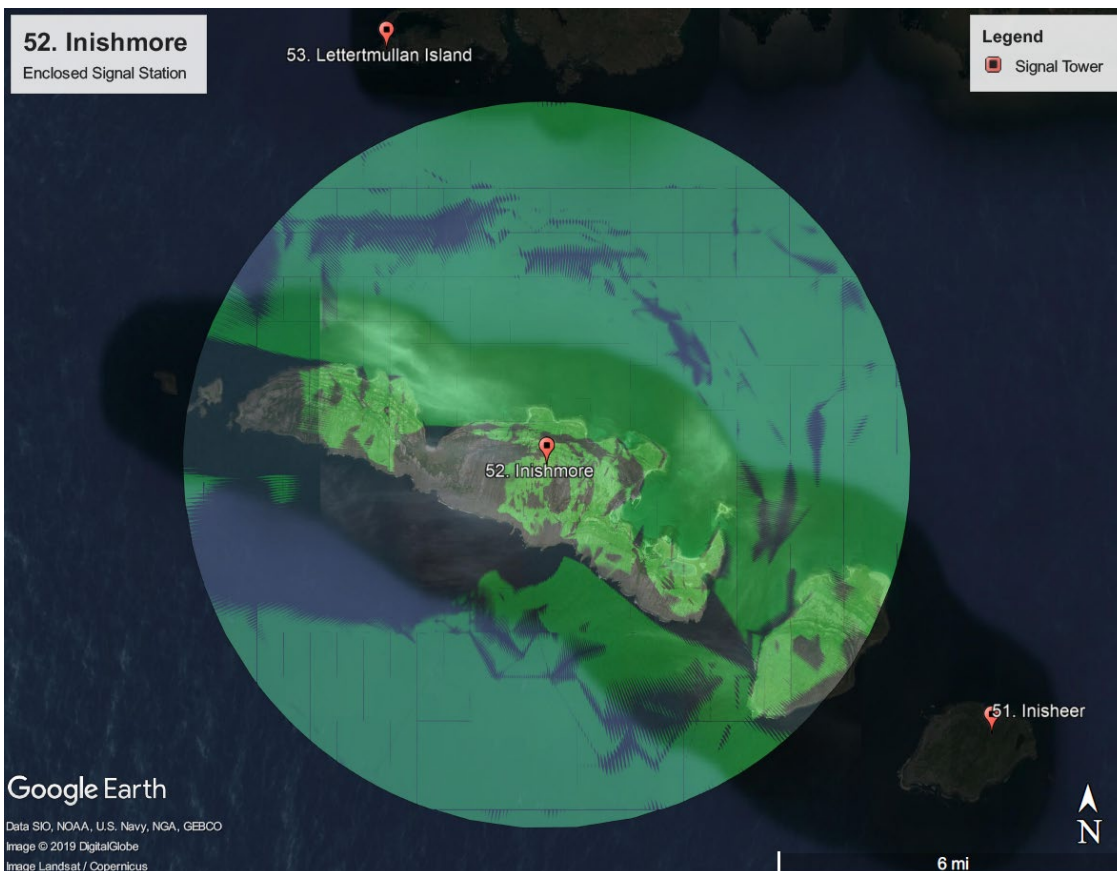 52. Inishmore
Enclosed Signal Station
53. Lettertmullan Island
Legend
Signal Tower
52. Inishmore
51. Inisheer
Google Earth
Data SIO, NOAA, U.S. Navy, NGA, GEBCO
Image © 2019 DigitalGlobe
Image Landsat / Copernicus
N
6 mi